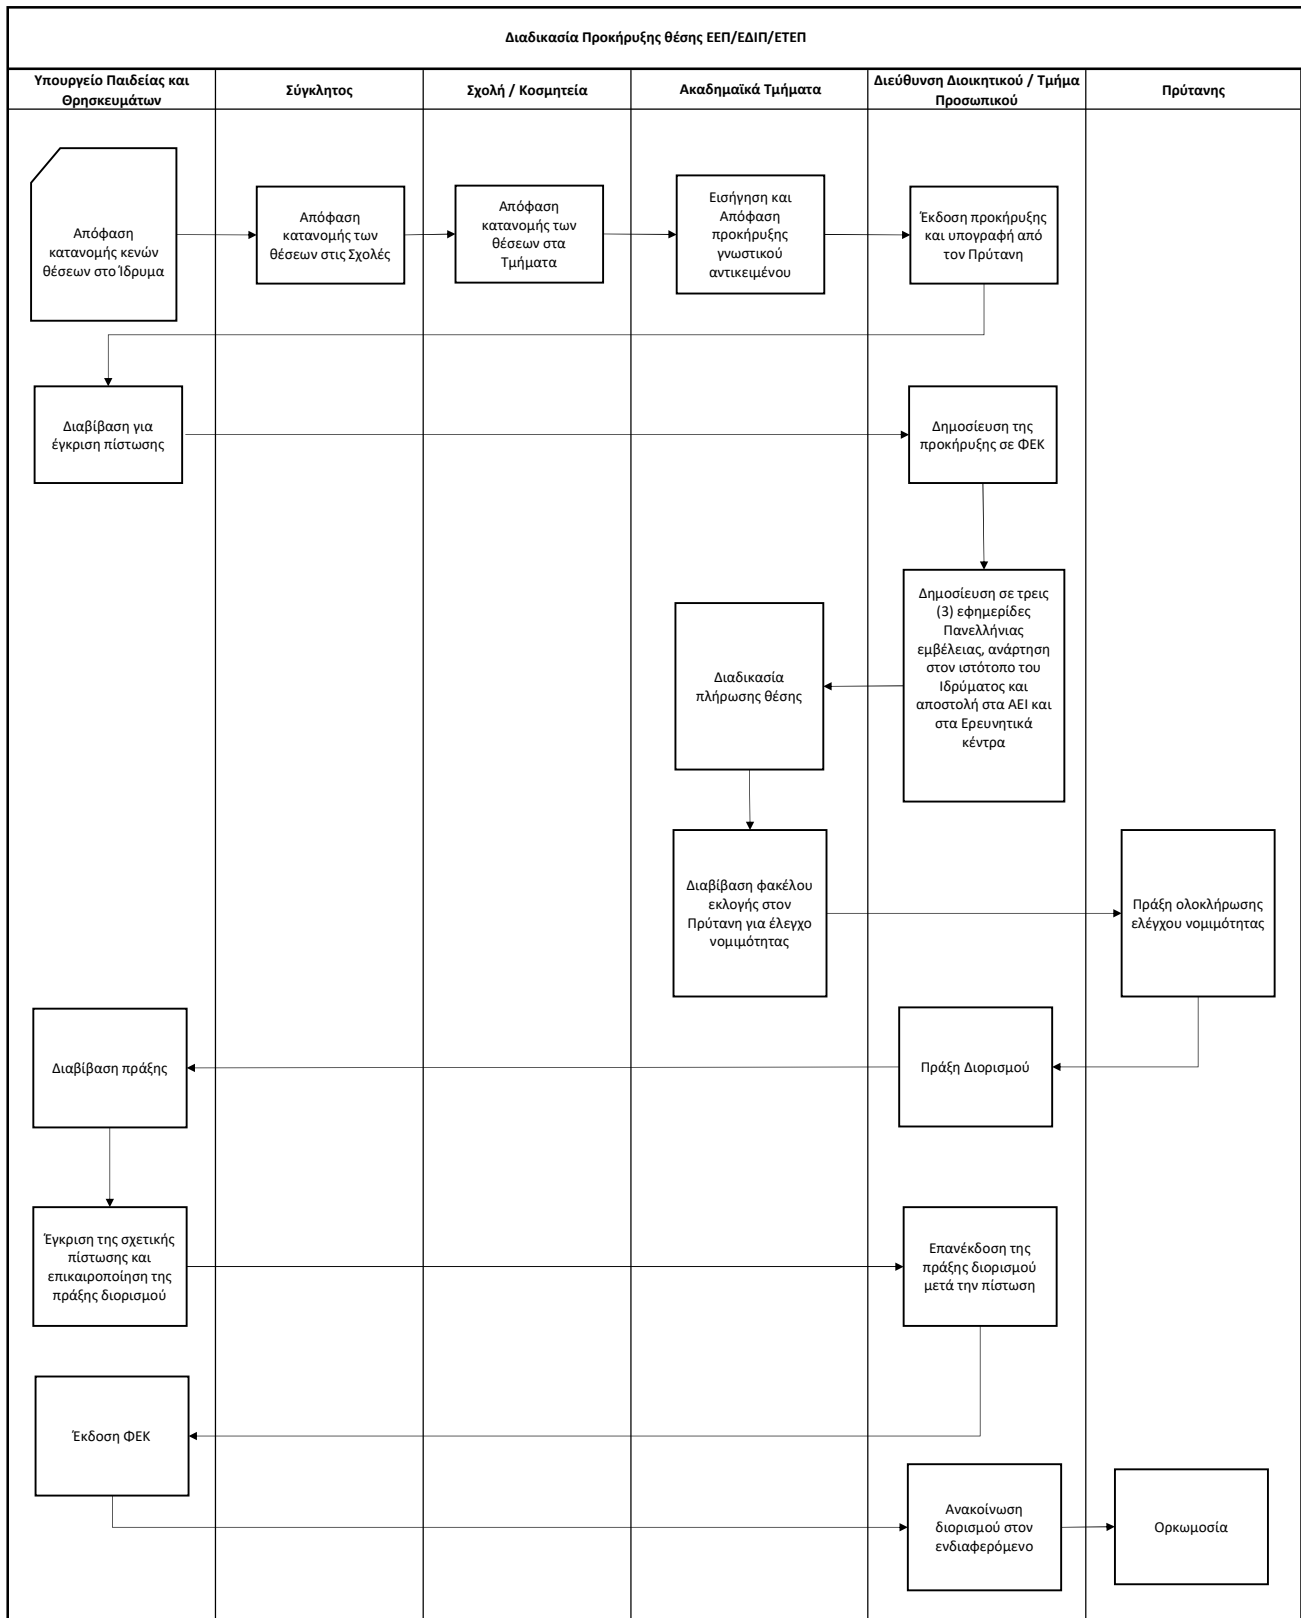 Διαδικασία Προκήρυξης θέσης ΕΕΠ/ΕΔΙΠ/ΕΤΕΠ
Υπουργείο Παιδείας και
Θρησκευμάτων
Σύγκλητος
Σχολή / Κοσμητεία
Ακαδημαϊκά Τμήματα
Διεύθυνση Διοικητικού / Τμήμα
Προσωπικού
Πρύτανης
Απόφαση
κατανομής κενών
θέσεων στο Ίδρυμα
Απόφαση
κατανομής των
θέσεων στις Σχολές
Απόφαση
κατανομής των
θέσεων στα
Τμήματα
Εισήγηση και
Απόφαση
προκήρυξης
γνωστικού
αντικειμένου
Έκδοση προκήρυξης
και υπογραφή από
τον Πρύτανη
Διαβίβαση για
έγκριση πίστωσης
Δημοσίευση της
προκήρυξης σε ΦΕΚ
Δημοσίευση σε τρεις
(3) εφημερίδες
Πανελλήνιας
εμβέλειας, ανάρτηση
στον ιστότοπο του
Ιδρύματος και
αποστολή στα ΑΕΙ και
στα Ερευνητικά
κέντρα
Διαδικασία
πλήρωσης θέσης
Διαβίβαση φακέλου
εκλογής στον
Πρύτανη για έλεγχο
νομιμότητας
Πράξη ολοκλήρωσης
ελέγχου νομιμότητας
Διαβίβαση πράξης
Πράξη Διορισμού
Έγκριση της σχετικής
πίστωσης και
επικαιροποίηση της
πράξης διορισμού
Επανέκδοση της
πράξης διορισμού
μετά την πίστωση
Έκδοση ΦΕΚ
Ανακοίνωση
διορισμού στον
ενδιαφερόμενο
Ορκωμοσία